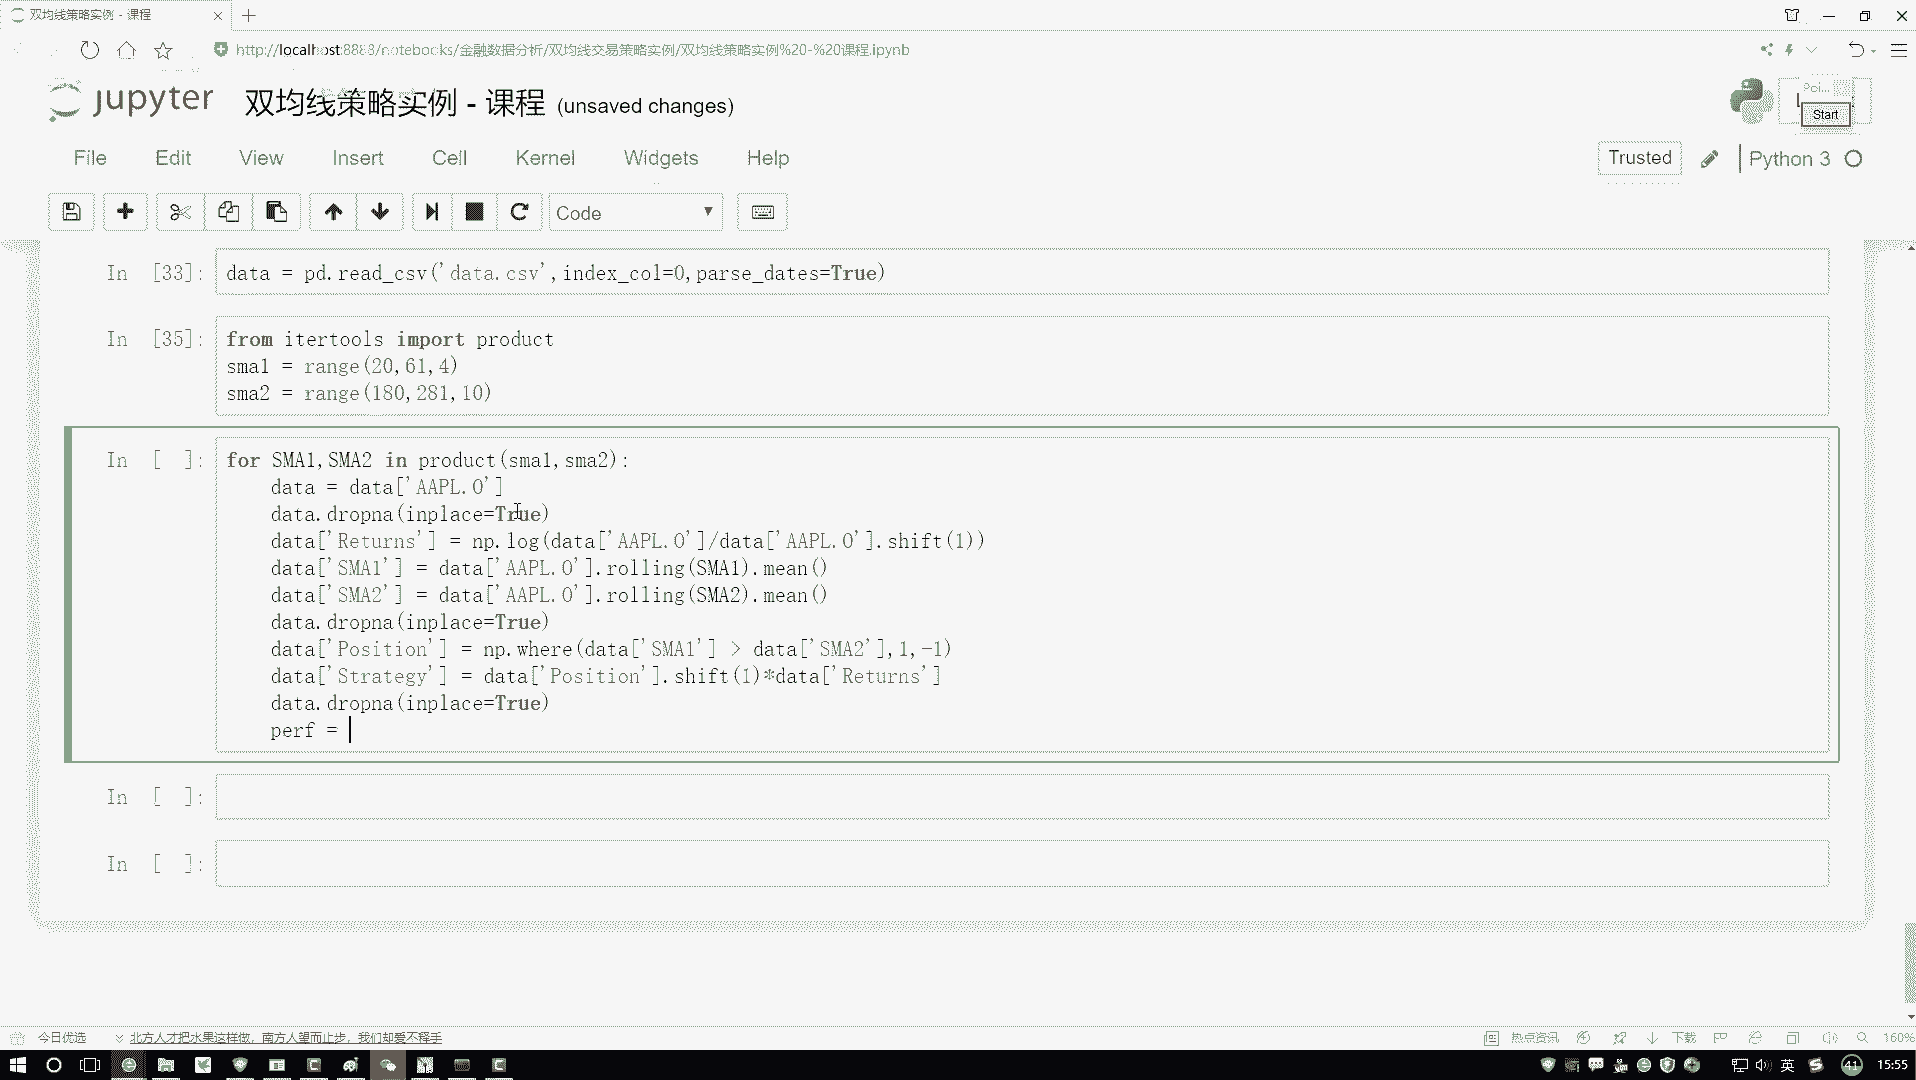 双均线策略实例 - 课程
http://localhost:8888/notebooks/金融数据分析/双均线交易策略实例/双均线策略实例%20-%20课程.ipynb
jupyter 双均线策略实例 - 课程 (unsaved changes)
Poi...
Start
File Edit View Insert Cell Kernel Widgets Help
Trusted Python 3
Code
In [33]: data = pd.read_csv('data.csv',index_col=0,parse_dates=True)
In [35]: from itertools import product
sma1 = range(20,61,4)
sma2 = range(180,281,10)
In [ ]: for SMA1,SMA2 in product(sma1,sma2):
data = data['AAPL.O']
data.dropna(inplace=True)
data['Returns'] = np.log(data['AAPL.O']/data['AAPL.O'].shift(1))
data['SMA1'] = data['AAPL.O'].rolling(SMA1).mean()
data['SMA2'] = data['AAPL.O'].rolling(SMA2).mean()
data.dropna(inplace=True)
data['Position'] = np.where(data['SMA1'] > data['SMA2'],1,-1)
data['Strategy'] = data['Position'].shift(1)*data['Returns']
data.dropna(inplace=True)
perf =
In [ ]:
In [ ]:
今日优选 北方人才把水果这样做，南方人望而止步，我们却爱不释手 热点资讯 下载 160%
英 41 15:55